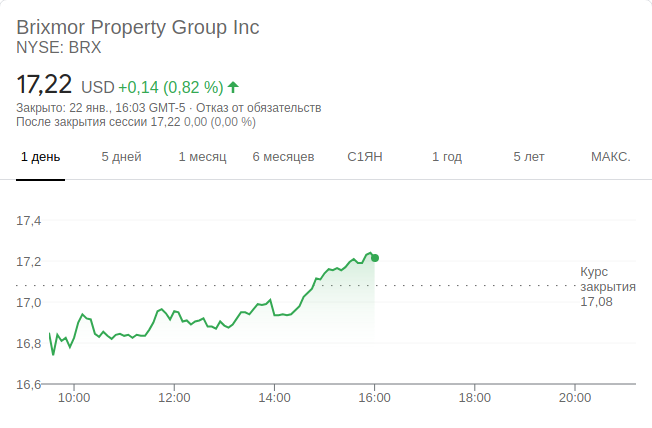 Brixmor Property Group Inc
NYSE: BRX
17,22 USD +0,14 (0,82 %)
Закрыто: 22 янв., 16:03 GMT-5 · Отказ от обязательств
После закрытия сессии 17,22 0,00 (0,00 %)
1 день 5 дней 1 месяц 6 месяцев С1ЯН 1 год 5 лет МАКС.
17,4
17,2
Курс
закрытия
17,08
17,0
16,8
16,6
10:00 12:00 14:00 16:00 18:00 20:00